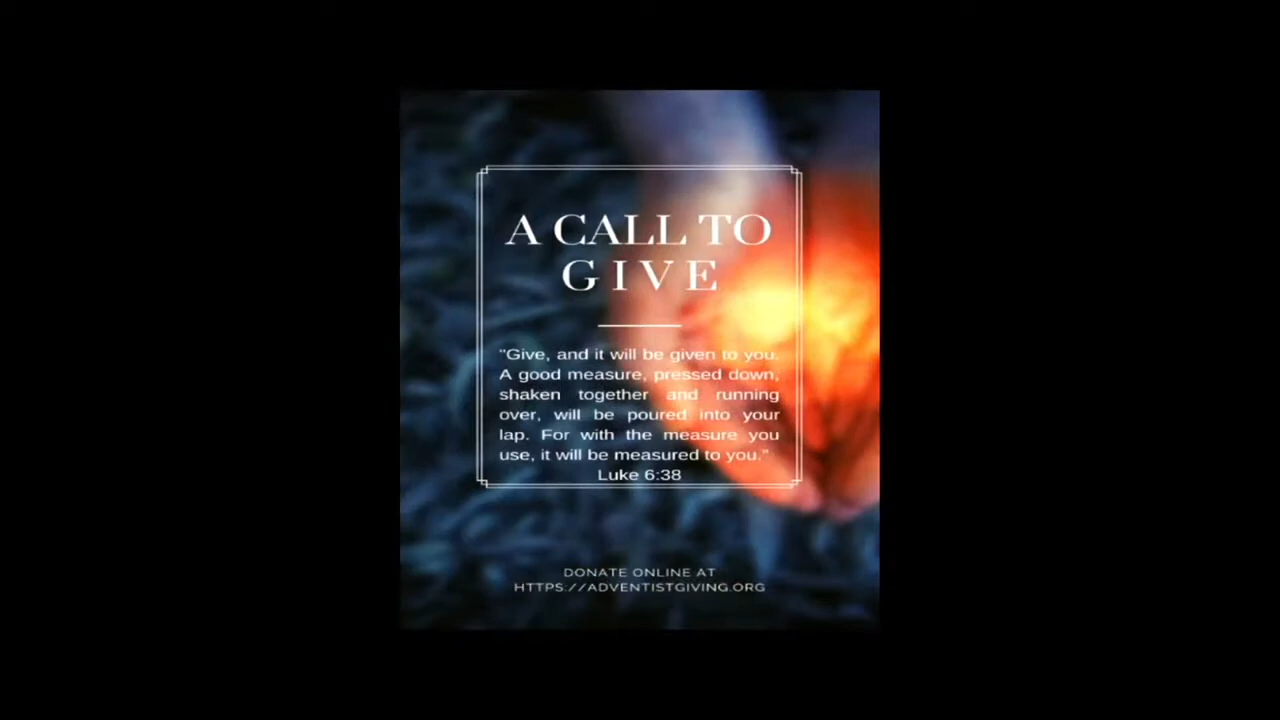 A CALL TO
GIVE
"Give, and it will be given to you.
A good measure, pressed down,
shaken together and running
over, will be poured into your
lap. For with the measure you
use, it will be measured to you."
Luke 6:38
DONATE ONLINE AT
HTTPS://ADVENTISTGIVING.ORG